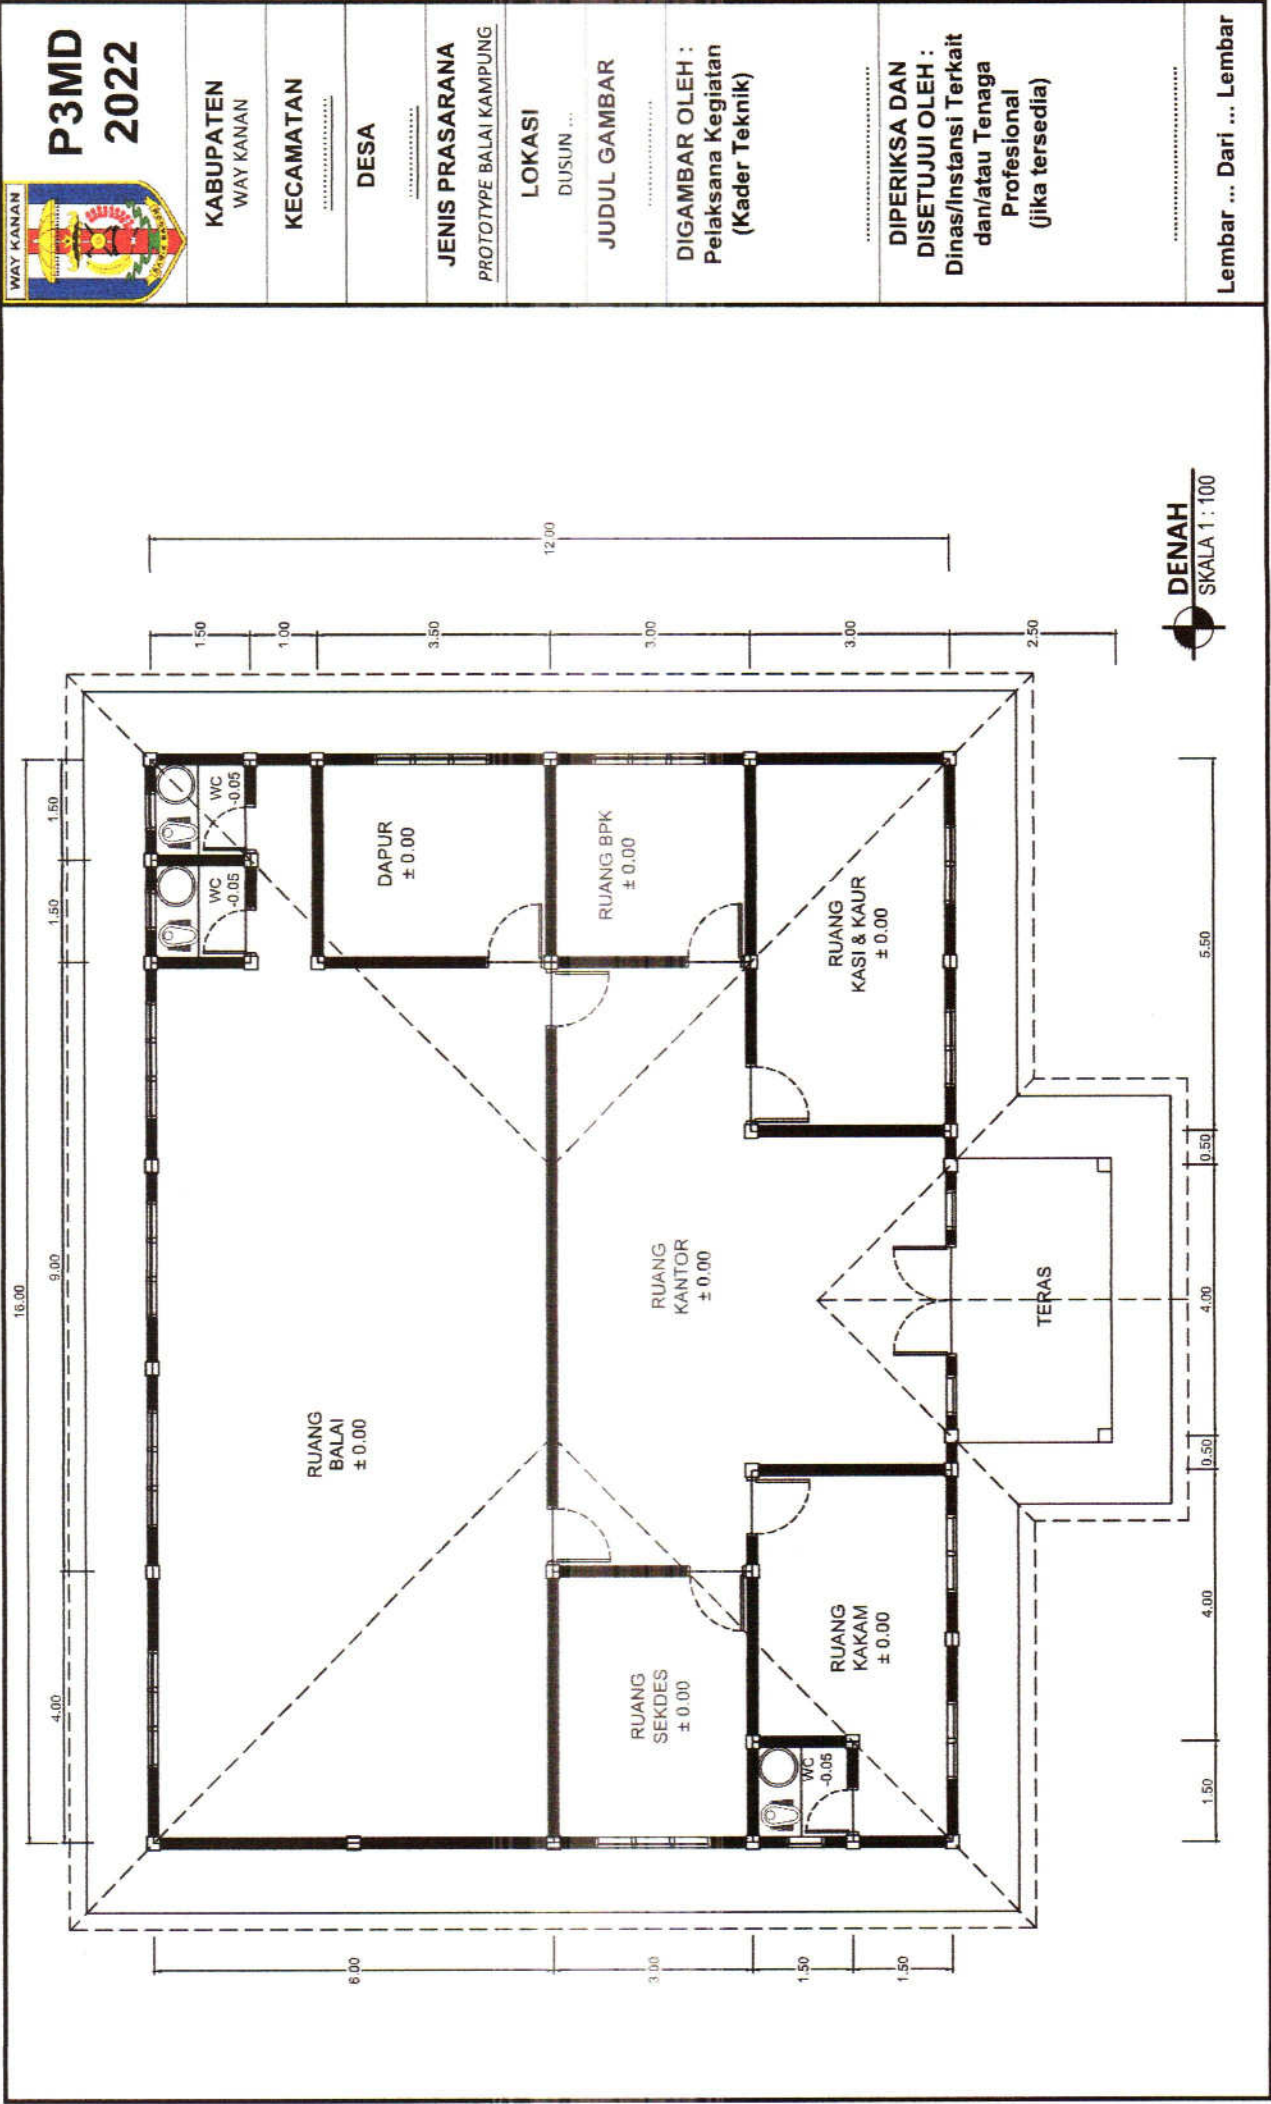 WAY KANAN
P3MD
2022
KABUPATEN
WAY KANAN
KECAMATAN
..............
DESA
..............
JENIS PRASARANA
PROTOTYPE BALAI KAMPUNG
LOKASI
DUSUN ...
JUDUL GAMBAR
..............
DIGAMBAR OLEH :
Pelaksana Kegiatan
(Kader Teknik)
..............
DIPERIKSA DAN
DISETUJUI OLEH :
Dinas/Instansi Terkait
dan/atau Tenaga
Profesional
(jika tersedia)
..............
Lembar ... Dari ... Lembar
16.00
4.00
9.00
1.50
1.50
6.00
3.00
1.50
1.50
1.50
1.00
3.50
3.00
3.00
2.50
12.00
RUANG
BALAI
± 0.00
WC
-0.05
WC
-0.05
DAPUR
± 0.00
RUANG
SEKDES
± 0.00
RUANG
KANTOR
± 0.00
RUANG BPK
± 0.00
WC
-0.05
RUANG
KAKAM
± 0.00
RUANG
KASI & KAUR
± 0.00
TERAS
1.50
4.00
0.50
4.00
0.50
5.50
DENAH
SKALA 1 : 100